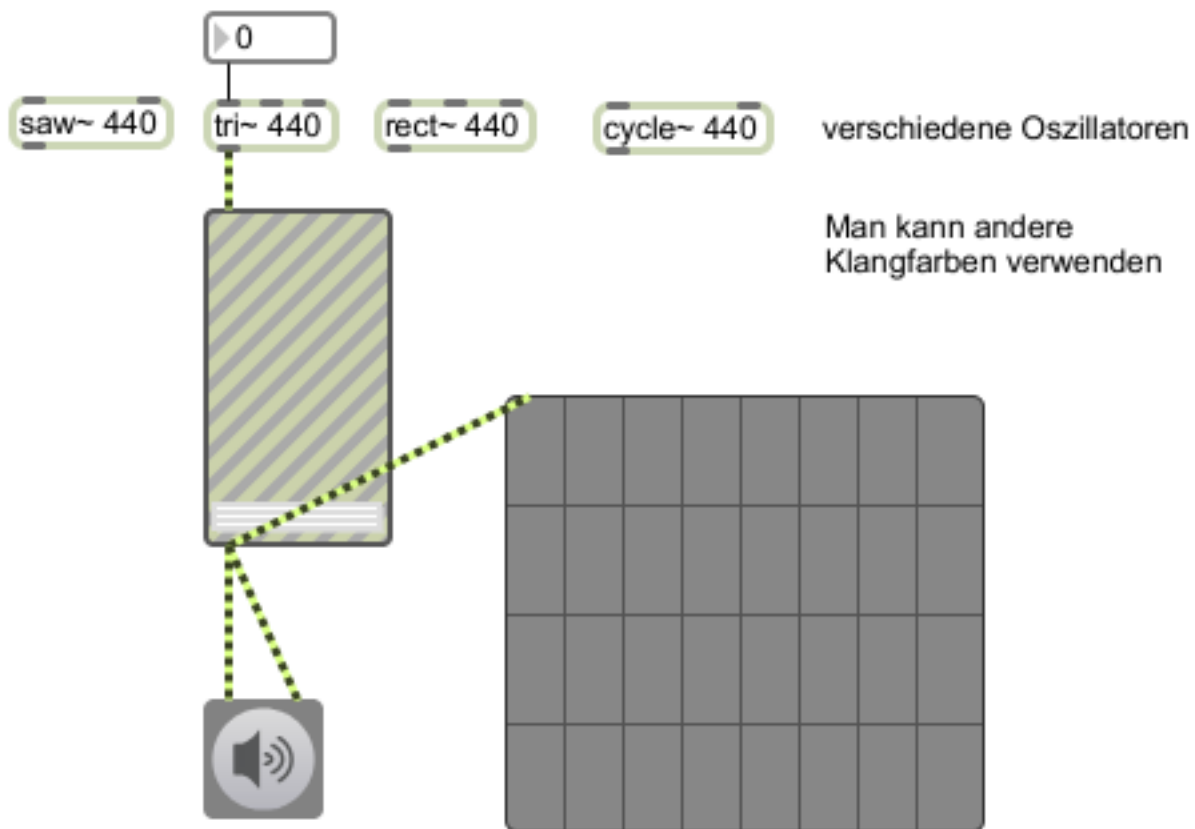 0
saw~ 440
tri~ 440
rect~ 440
cycle~ 440
verschiedene Oszillatoren
Man kann andere
Klangfarben verwenden